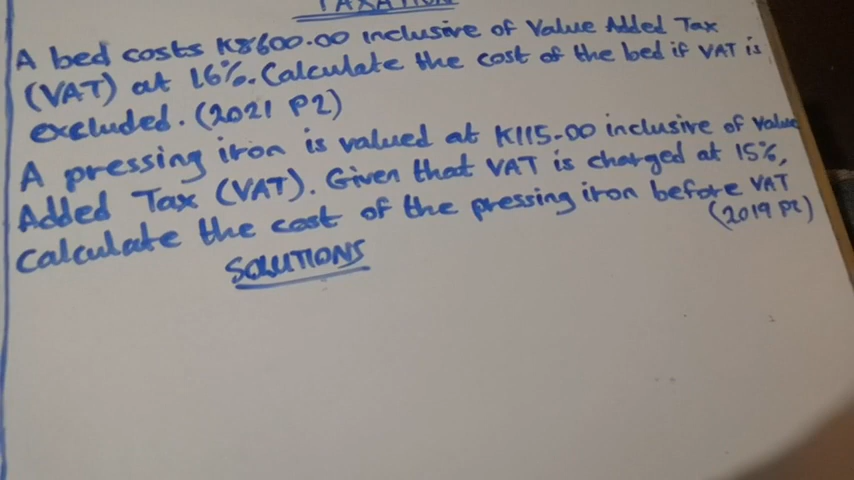 TAXATION
A bed costs K8600.00 inclusive of Value Added Tax
(VAT) at 16%. Calculate the cost of the bed if VAT is
excluded. (2021 P2)
A pressing iron is valued at K115.00 inclusive of Value
Added Tax (VAT). Given that VAT is charged at 15%,
Calculate the cost of the pressing iron before VAT
(2019 P2)
SOLUTIONS